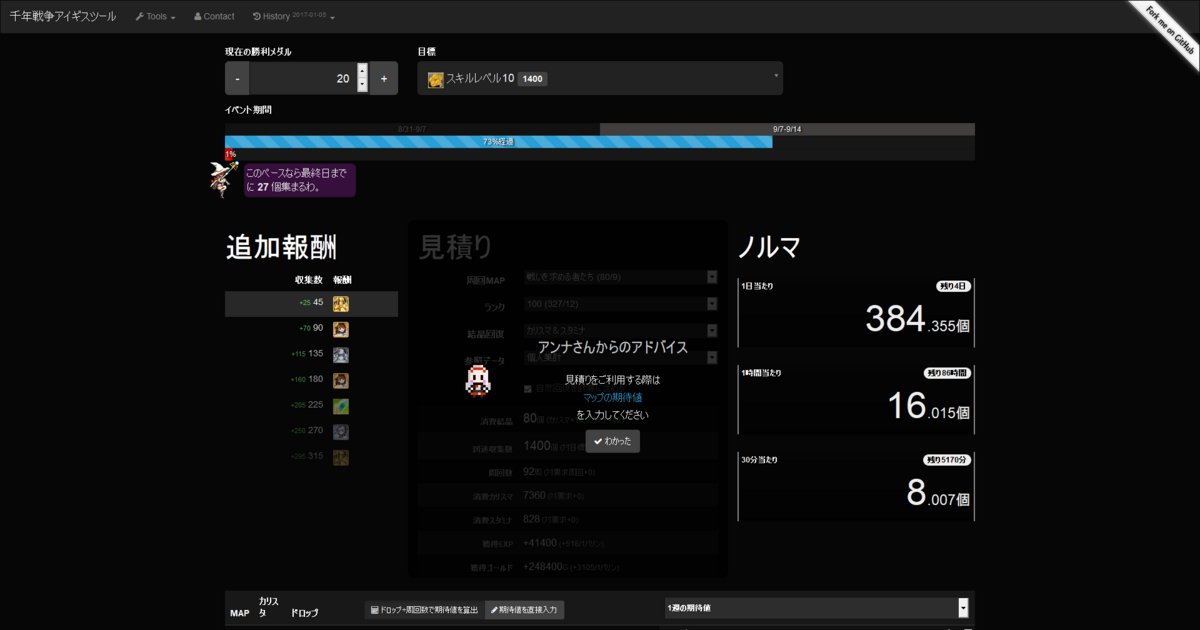 千年戦争アイギスツール Tools Contact History 2017-01-05
Fork me on GitHub
現在の勝利メダル
目標
- 20 +
スキルレベル10 1400
イベント期間
8/31-9/7 9/7-9/14
73%経過
1%
このペースなら最終日まで
に 27 個集まるわ。
追加報酬
収集数 報酬
+25 45
+70 90
+115 135
+160 180
+205 225
+250 270
+295 315
見積り
周回MAP 戦いを求める者たち (80/9)
ランク 100 (327/12)
結晶回復 カリスマ&スタミナ
参照データ 個人集計
アンナさんからのアドバイス
見積りをご利用する際は
マップの期待値
を入力してください
わかった
消費結晶 80個
到達収集数 1400個
周回数 92周
消費カリスマ 7360
消費スタミナ 828
獲得EXP +41400
獲得ゴールド +248400G
ノルマ
1日当たり 残り4日
384.355個
1時間当たり 残り86時間
16.015個
30分当たり 残り5170分
8.007個
MAP
カリス
タ
ドロップ
ドロップ÷周回数で期待値を算出 期待値を直接入力
1週の期待値